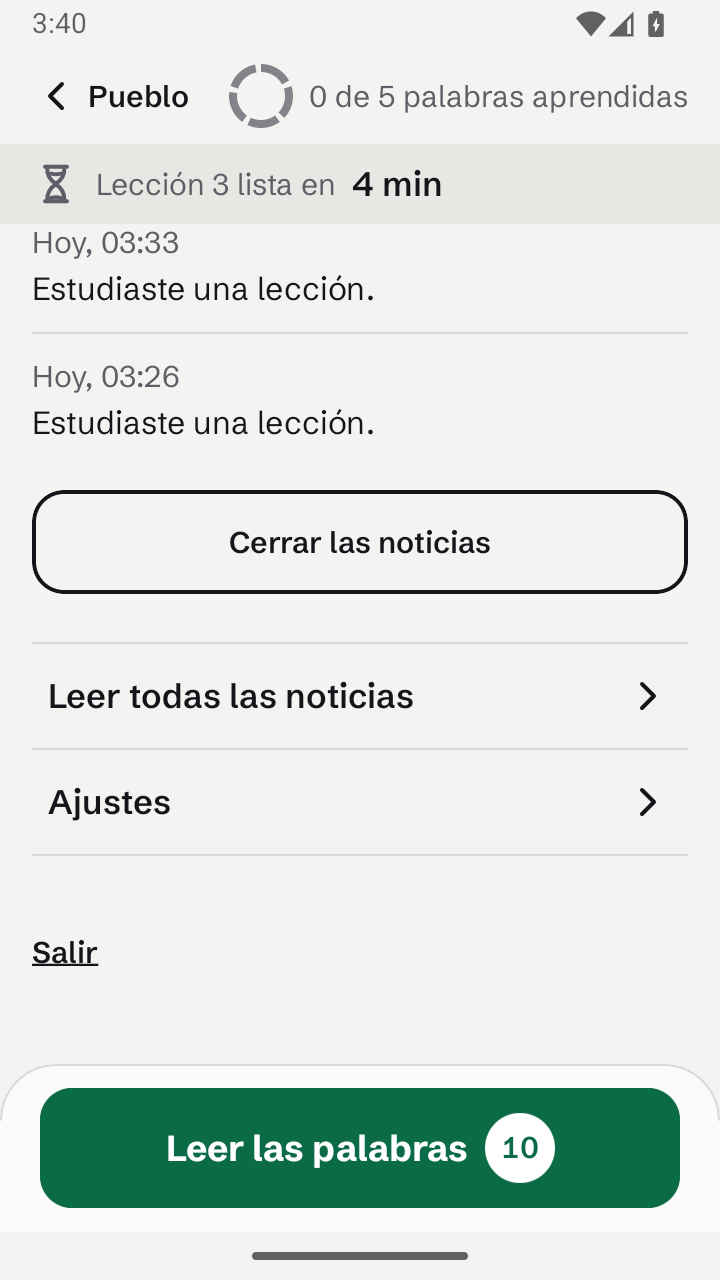 3:40
Pueblo
0 de 5 palabras aprendidas
Lección 3 lista en 4 min
Hoy, 03:33
Estudiaste una lección.
Hoy, 03:26
Estudiaste una lección.
Cerrar las noticias
Leer todas las noticias
Ajustes
Salir
Leer las palabras 10